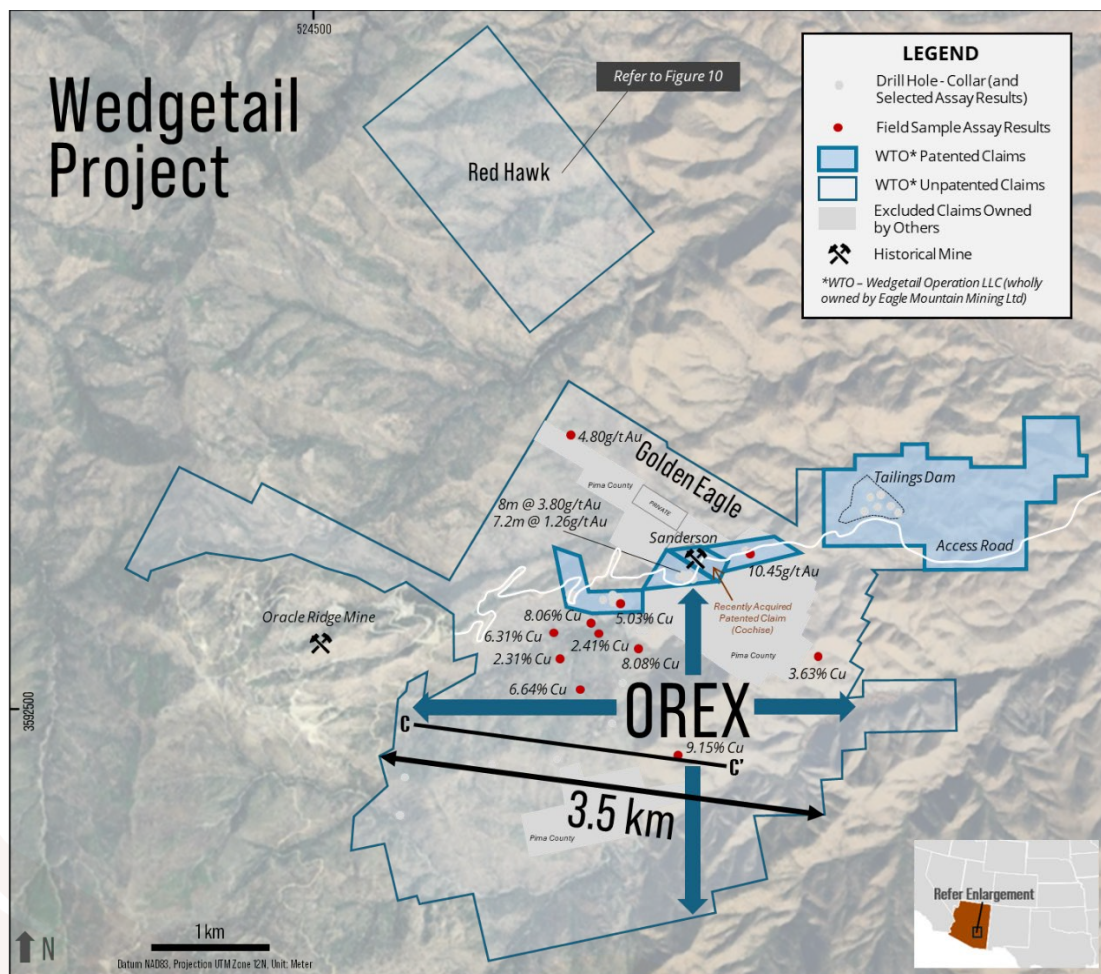 524500
Wedgetail
Project
Refer to Figure 10
Red Hawk
LEGEND
Drill Hole - Collar (and
Selected Assay Results)
Field Sample Assay Results
WTO* Patented Claims
WTO* Unpatented Claims
Excluded Claims Owned
by Others
Historical Mine
*WTO – Wedgetail Operation LLC (wholly
owned by Eagle Mountain Mining Ltd)
4.80g/t Au
Golden Eagle
Pima County
PRIVATE
8m @ 3.80g/t Au
7.2m @ 1.26g/t Au
Sanderson
Tailings Dam
Access Road
10.45g/t Au
Recently Acquired
Patented Claim
(Cochise)
Oracle Ridge Mine
8.06% Cu
5.03% Cu
6.31% Cu
2.41% Cu
2.31% Cu
8.08% Cu
Pima County
3.63% Cu
6.64% Cu
3592500
OREX
C
9.15% Cu
C'
3.5 km
Pima County
Refer Enlargement
N
1 km
Datum NAD83, Projection UTM Zone 12N, Unit: Meter